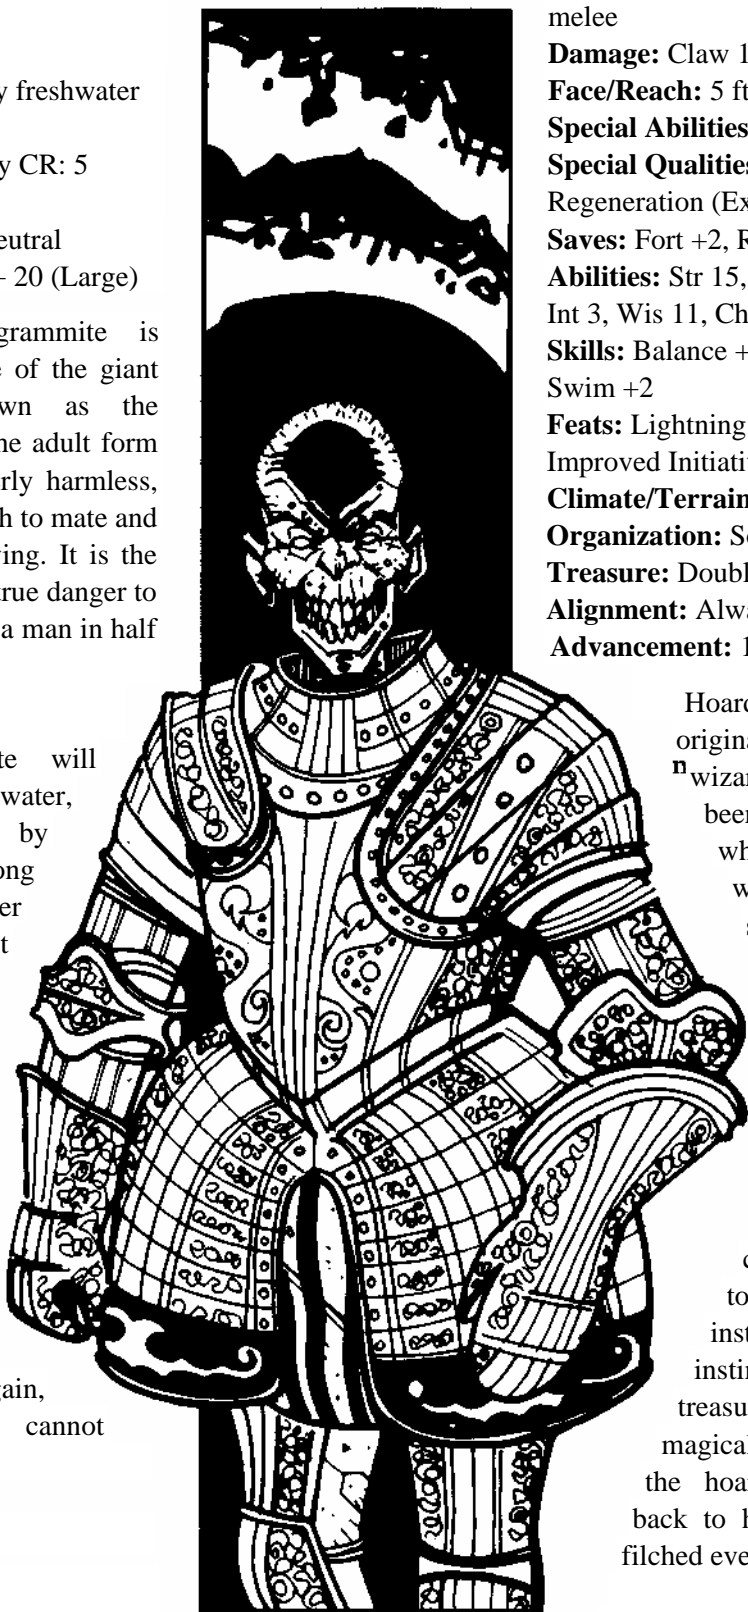 y freshwater
y CR: 5
eutral
– 20 (Large)
grammite is
e of the giant
wn as the
he adult form
rly harmless,
h to mate and
ing. It is the
true danger to
a man in half
te will
water,
by
ong
er
t
gain,
cannot
melee
Damage: Claw 1
Face/Reach: 5 ft
Special Abilities
Special Qualities
Regeneration (Ex
Saves: Fort +2, R
Abilities: Str 15,
Int 3, Wis 11, Ch
Skills: Balance +
Swim +2
Feats: Lightning
Improved Initiati
Climate/Terrain
Organization: So
Treasure: Doubl
Alignment: Alwa
Advancement: 1
Hoard
origina
n wizar
been
wh
w
s
c
to
inst
instin
treasu
magical
the hoar
back to h
filched eve